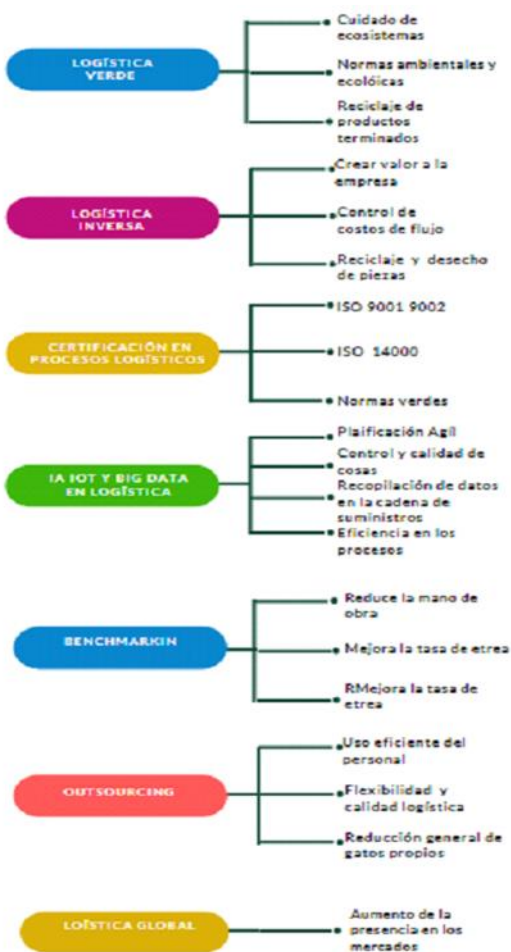 LOGÍSTICA
VERDE
Cuidado de
ecosistemas
Normas ambientales y
ecolóicas
Reciclaje de
productos
terminados
LOGÍSTICA
INVERSA
Crear valor a la
empresa
Control de
costos de flujo
Reciclaje y desecho
de piezas
CERTIFICACIÓN EN
PROCESOS LOGÍSTICOS
ISO 9001 9002
ISO 14000
Normas verdes
IA IOT Y BIG DATA
EN LOGÍSTICA
Plaificación Agíl
Control y calidad de
cosas
Recopilación de datos
en la cadena de
suministros
Eficiencia en los
procesos
BENCHMARKIN
Reduce la mano de
obra
Mejora la tasa de etrea
RMejora la tasa de
etrea
OUTSOURCING
Uso eficiente del
personal
Flexibilidad y
calidad logística
Reducción general de
gatos propios
LOÍSTICA GLOBAL
Aumento de la
presencia en los
mercados